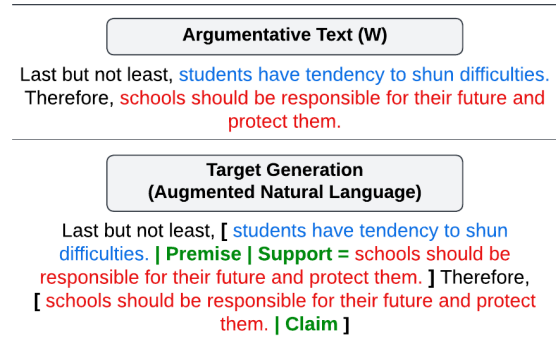 Argumentative Text (W)
Last but not least, students have tendency to shun difficulties.
Therefore, schools should be responsible for their future and
protect them.
Target Generation
(Augmented Natural Language)
Last but not least, [ students have tendency to shun
difficulties. | Premise | Support = schools should be
responsible for their future and protect them. ] Therefore,
[ schools should be responsible for their future and protect
them. | Claim ]